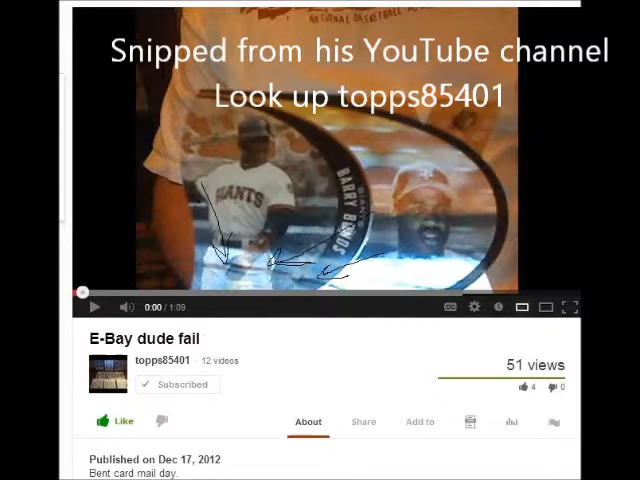 NATIONAL BASKETBALL
Snipped from his YouTube channel
Look up topps85401
GIANTS
GIANTS
BARRY BONDS
0:00 / 1:09
E-Bay dude fail
topps85401 · 12 videos
Subscribed
51 views
4 0
Like
About Share Add to
Published on Dec 17, 2012
Bent card mail day.